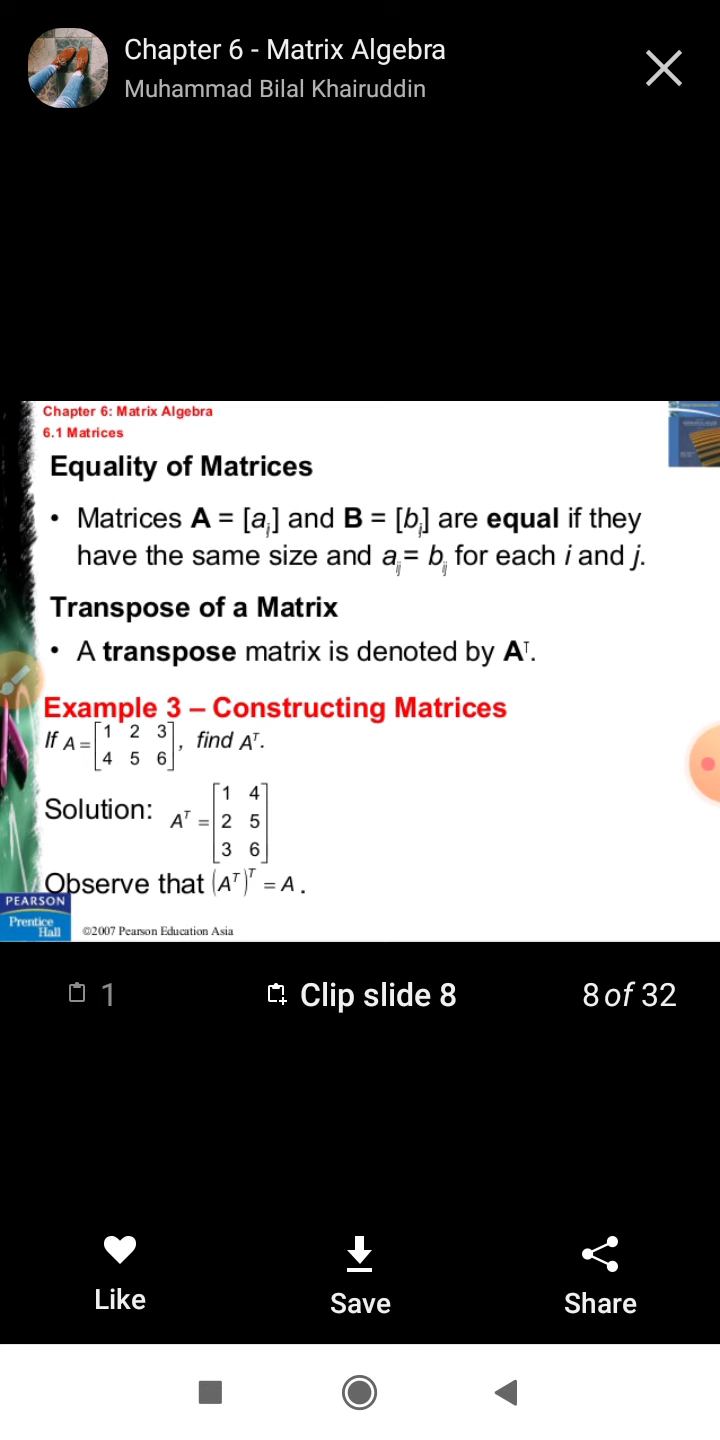 Chapter 6 - Matrix Algebra
Muhammad Bilal Khairuddin
Chapter 6: Matrix Algebra
6.1 Matrices
Equality of Matrices
• Matrices A = [aᵢⱼ] and B = [bᵢⱼ] are equal if they
have the same size and aᵢⱼ = bᵢⱼ for each i and j.
Transpose of a Matrix
• A transpose matrix is denoted by Aᵀ.
Example 3 – Constructing Matrices
If A = [1 2 3
4 5 6], find Aᵀ.
Solution: Aᵀ = [1 4
2 5
3 6]
Observe that (Aᵀ)ᵀ = A.
PEARSON
Prentice
Hall
©2007 Pearson Education Asia
1 Clip slide 8 8 of 32
Like Save Share